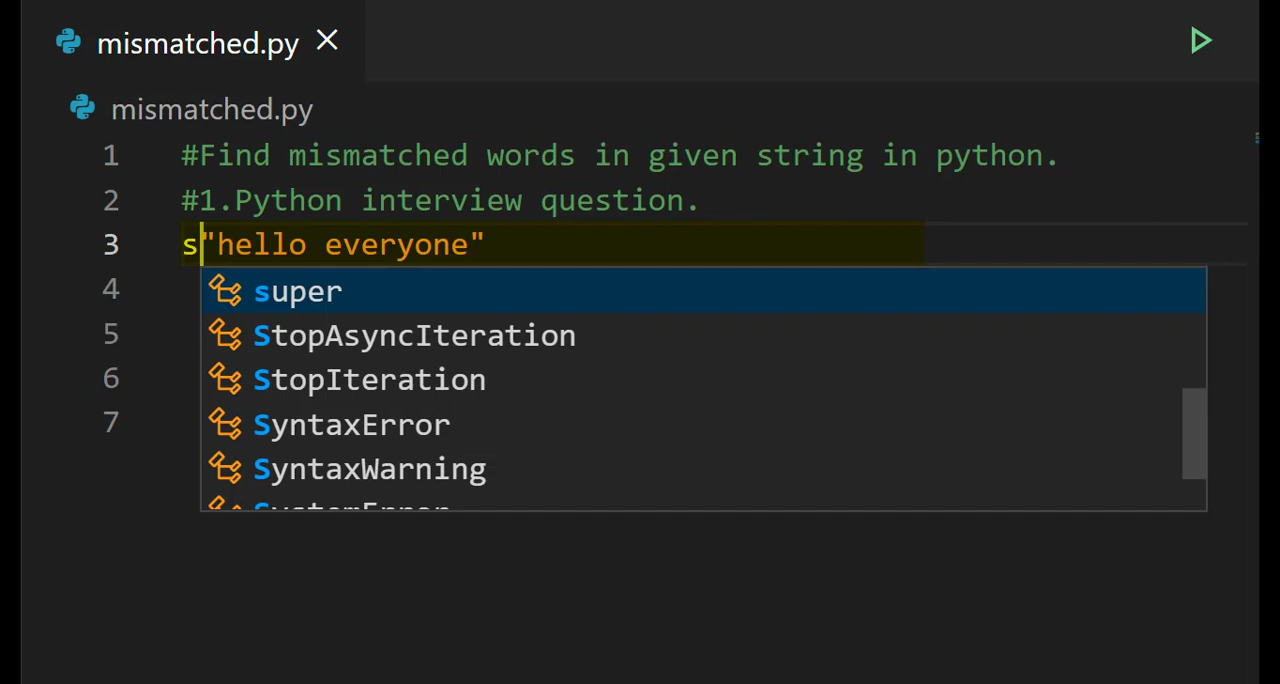 mismatched.py
mismatched.py
1 #Find mismatched words in given string in python.
2 #1.Python interview question.
3 s"hello everyone"
4 super
StopAsyncIteration
5
StopIteration
6
SyntaxError
7
SyntaxWarning
SystemError